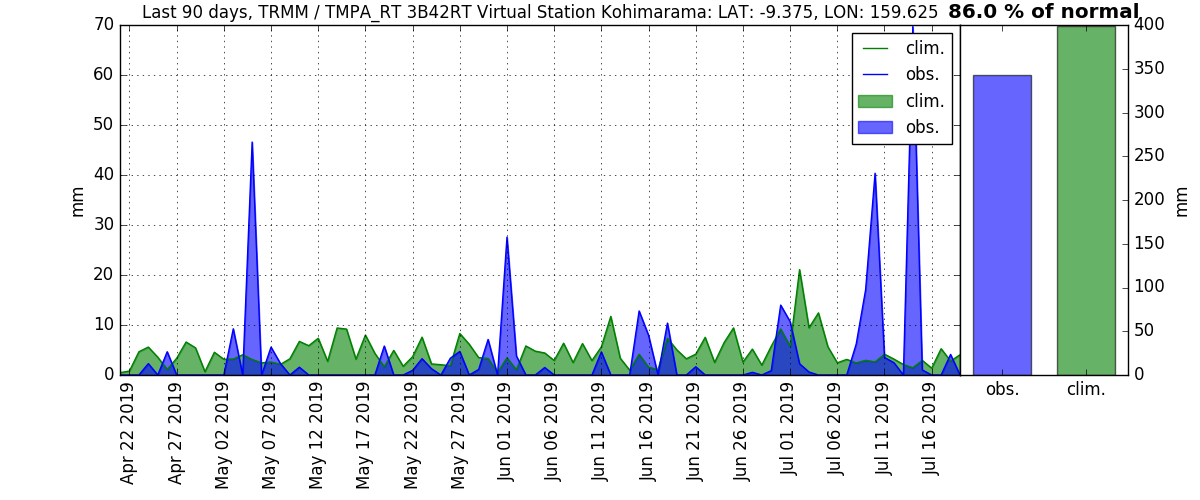 Last 90 days, TRMM / TMPA_RT 3B42RT Virtual Station Kohimarama: LAT: -9.375, LON: 159.625 86.0 % of normal
70
60
50
40
30
20
10
0
mm
clim.
obs.
clim.
obs.
400
350
300
250
200
150
100
50
0
mm
obs.
clim.
Apr 22 2019
Apr 27 2019
May 02 2019
May 07 2019
May 12 2019
May 17 2019
May 22 2019
May 27 2019
Jun 01 2019
Jun 06 2019
Jun 11 2019
Jun 16 2019
Jun 21 2019
Jun 26 2019
Jul 01 2019
Jul 06 2019
Jul 11 2019
Jul 16 2019